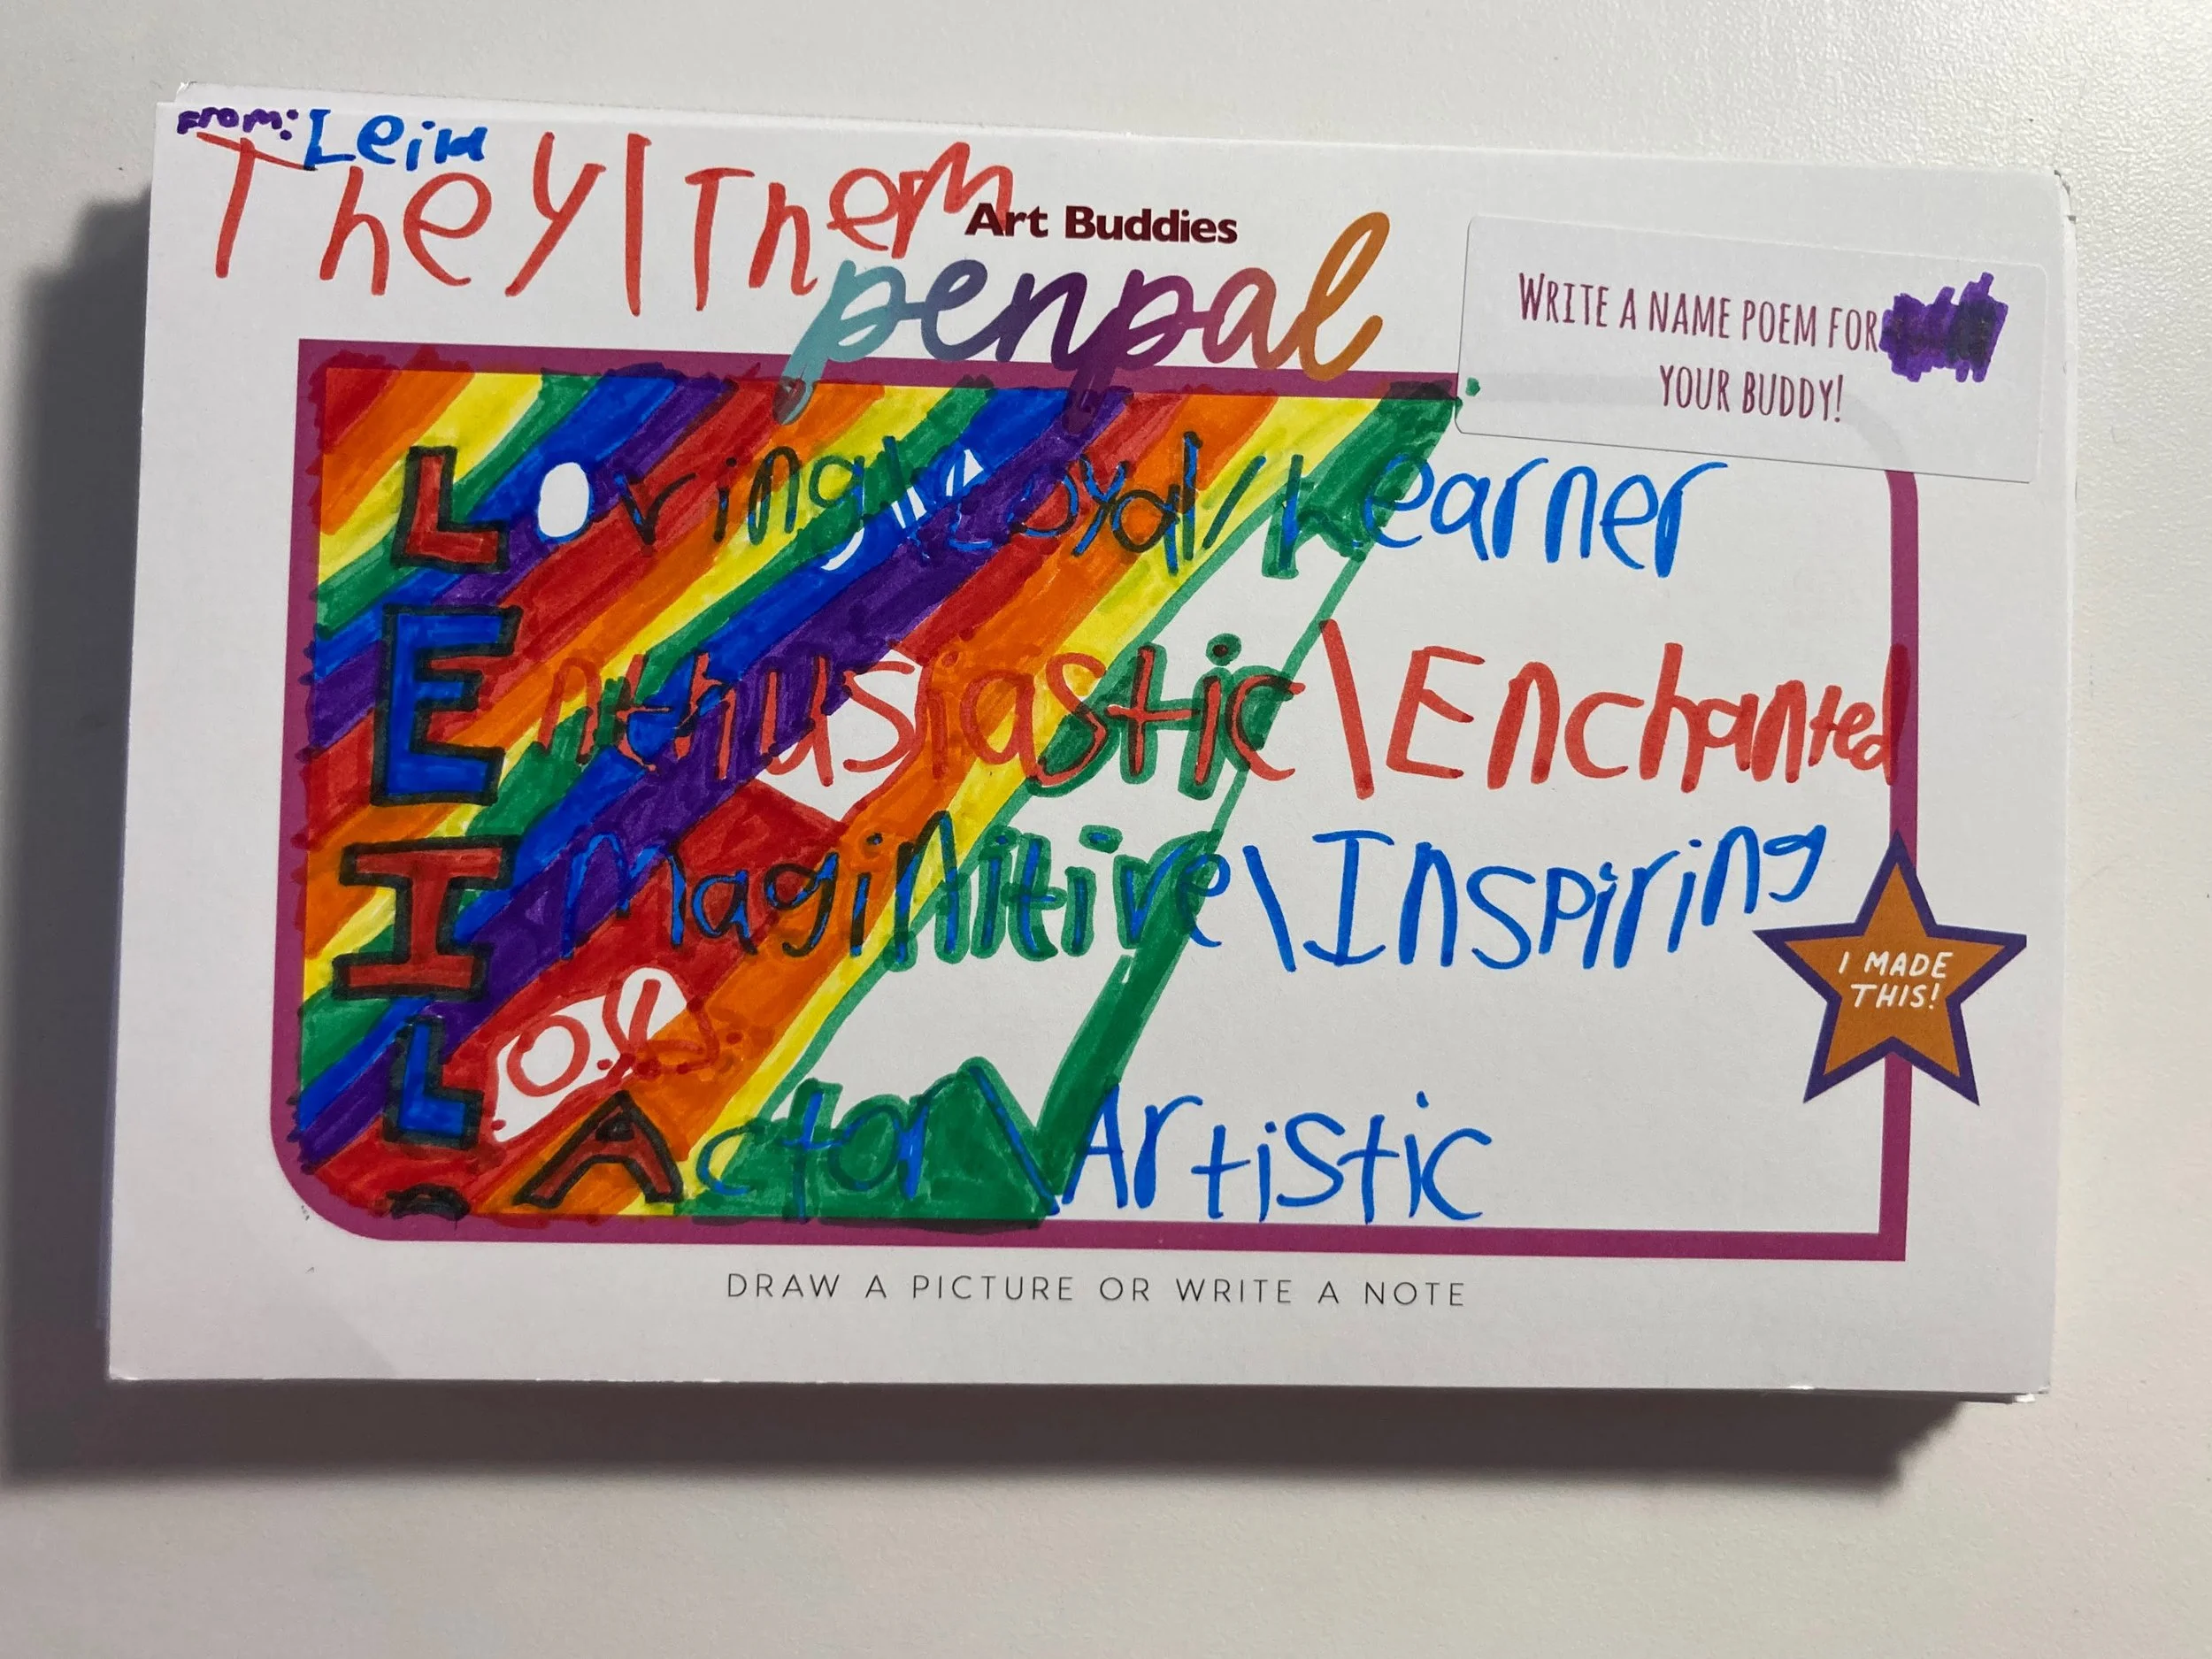 From: Leila
They|Them
Art Buddies
penpal
WRITE A NAME POEM FOR
YOUR BUDDY!
Loving/Loyal/Learner
Enthusiastic\Enchanted
Imaginitive\Inspiring
L
Actor\Artistic
I MADE
THIS!
DRAW A PICTURE OR WRITE A NOTE